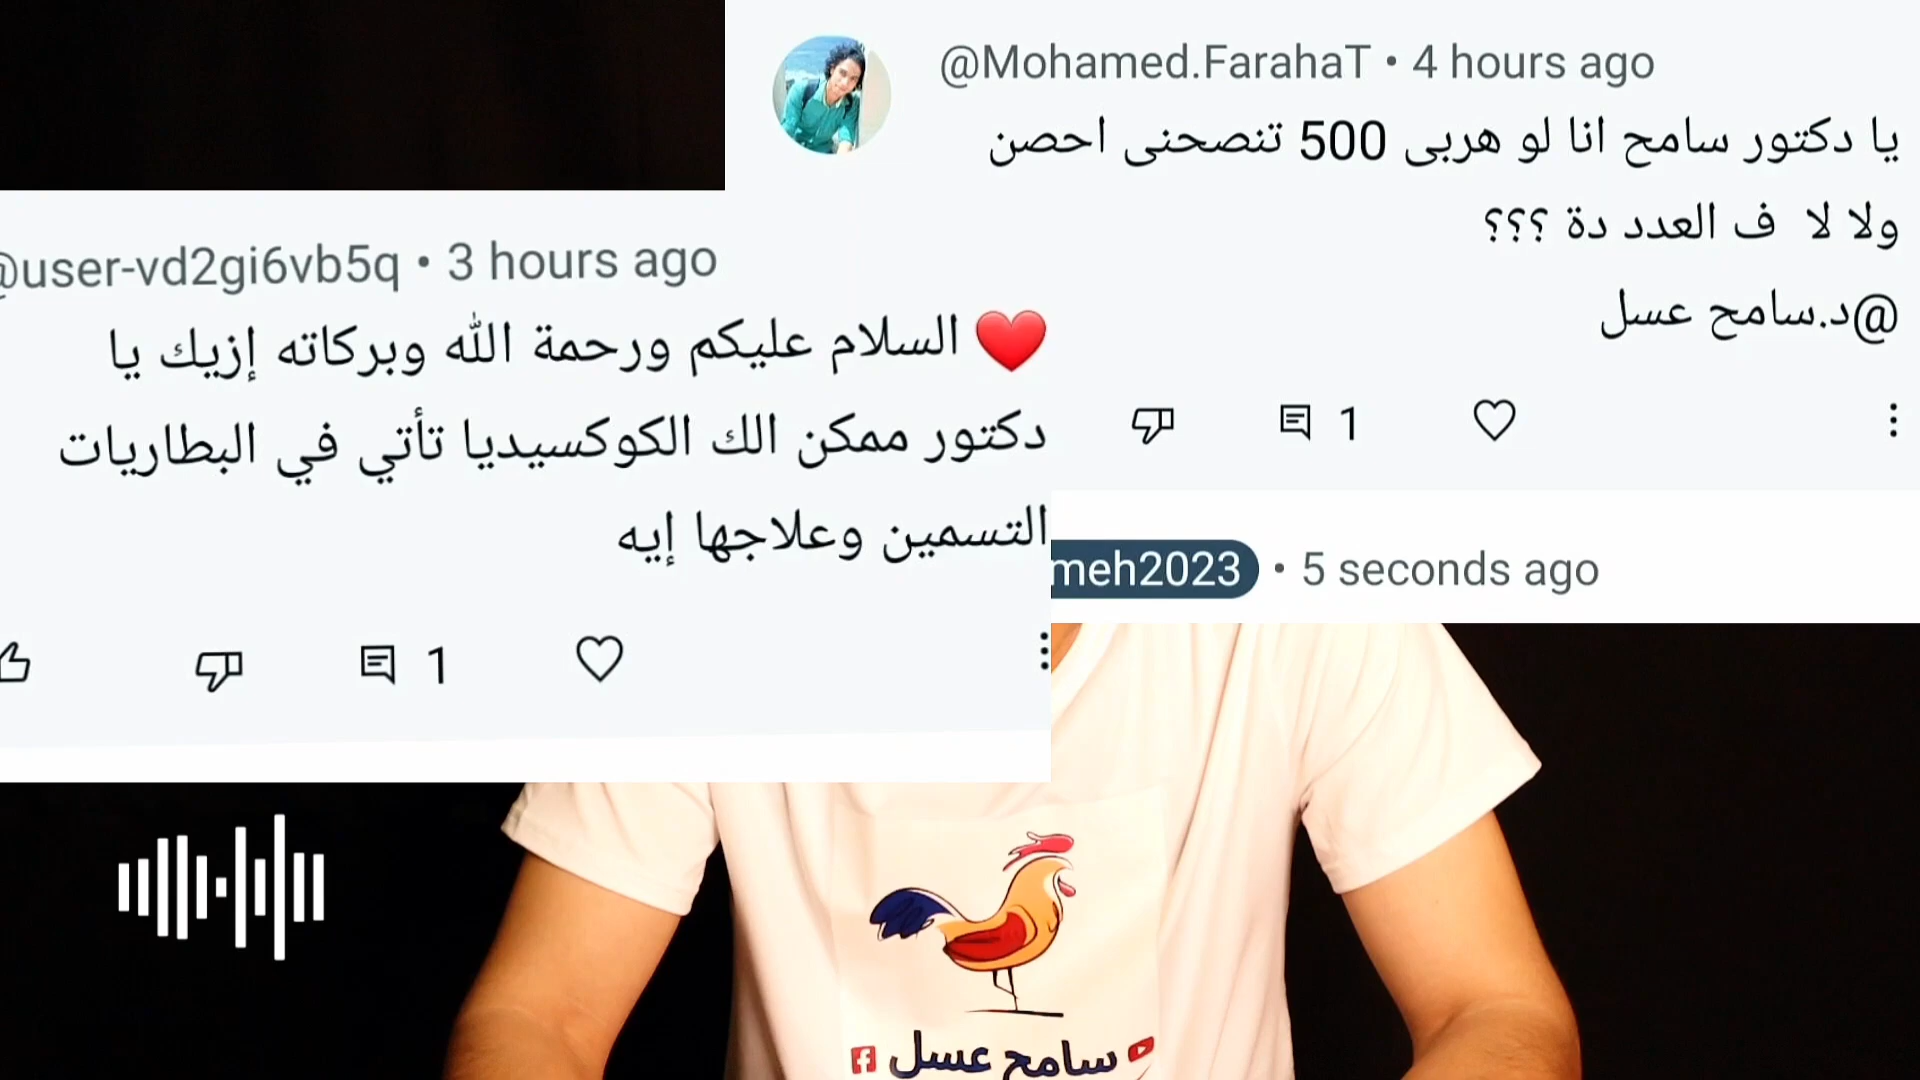 @Mohamed.FarahaT • 4 hours ago
يا دكتور سامح انا لو هربى 500 تنصحنى احصن
ولا لا ف العدد دة ؟؟؟
@د.سامح عسل
1
@user-vd2gi6vb5q • 3 hours ago
❤️ السلام عليكم ورحمة الله وبركاته إزيك يا
دكتور ممكن الك الكوكسيديا تأتي في البطاريات
التسمين وعلاجها إيه
1
meh2023 • 5 seconds ago
سامح عسل